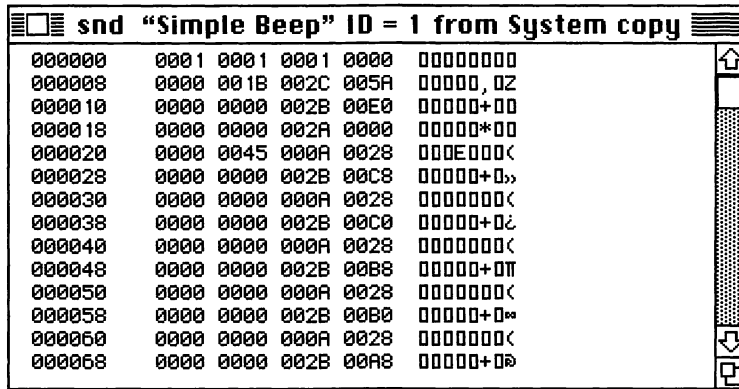 snd “Simple Beep” ID = 1 from System copy
000000 0001 0001 0001 0000 ▯▯▯▯▯▯▯▯
000008 0000 001B 002C 005A ▯▯▯▯▯,▯Z
000010 0000 0000 002B 00E0 ▯▯▯▯▯+▯▯
000018 0000 0000 002A 0000 ▯▯▯▯▯*▯▯
000020 0000 0045 000A 0028 ▯▯▯E▯▯▯(
000028 0000 0000 002B 00C8 ▯▯▯▯▯+▯»
000030 0000 0000 000A 0028 ▯▯▯▯▯▯▯(
000038 0000 0000 002B 00C0 ▯▯▯▯▯+▯¿
000040 0000 0000 000A 0028 ▯▯▯▯▯▯▯(
000048 0000 0000 002B 00B8 ▯▯▯▯▯+▯π
000050 0000 0000 000A 0028 ▯▯▯▯▯▯▯(
000058 0000 0000 002B 00B0 ▯▯▯▯▯+▯∞
000060 0000 0000 000A 0028 ▯▯▯▯▯▯▯(
000068 0000 0000 002B 00A8 ▯▯▯▯▯+▯®